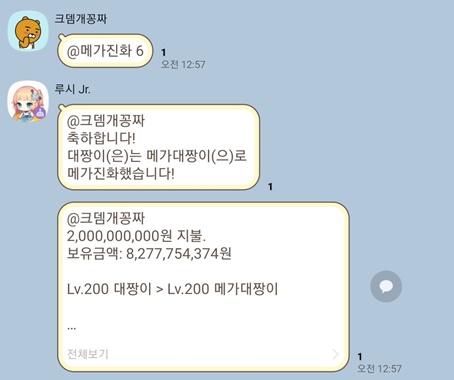 크뎀개꽁짜
@메가진화 6
1
오전 12:57
루시 Jr.
@크뎀개꽁짜
축하합니다!
대짱이(은)는 메가대짱이(으)로
메가진화했습니다!
1
@크뎀개꽁짜
2,000,000,000원 지불.
보유금액: 8,277,754,374원
Lv.200 대짱이 > Lv.200 메가대짱이
...
전체보기
1
오전 12:57